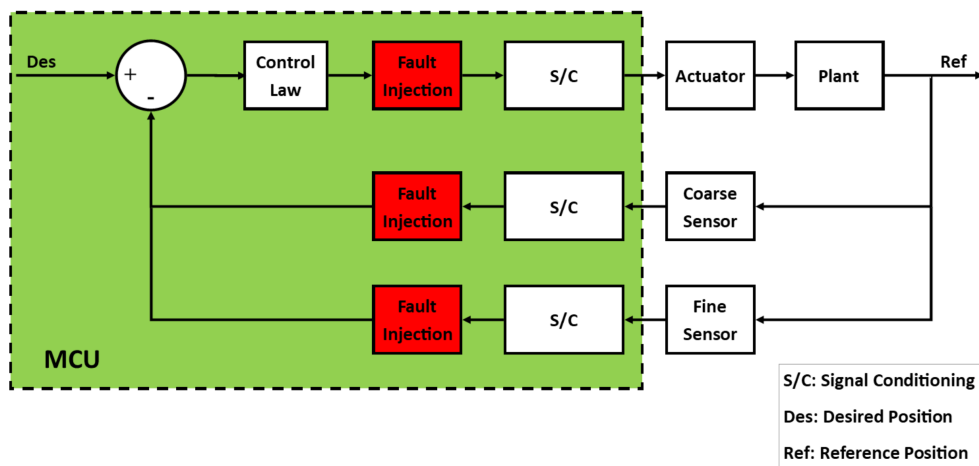 Des
+
-
Control
Law
Fault
Injection
S/C
Actuator
Plant
Ref
Fault
Injection
S/C
Coarse
Sensor
Fault
Injection
S/C
Fine
Sensor
MCU
S/C: Signal Conditioning
Des: Desired Position
Ref: Reference Position